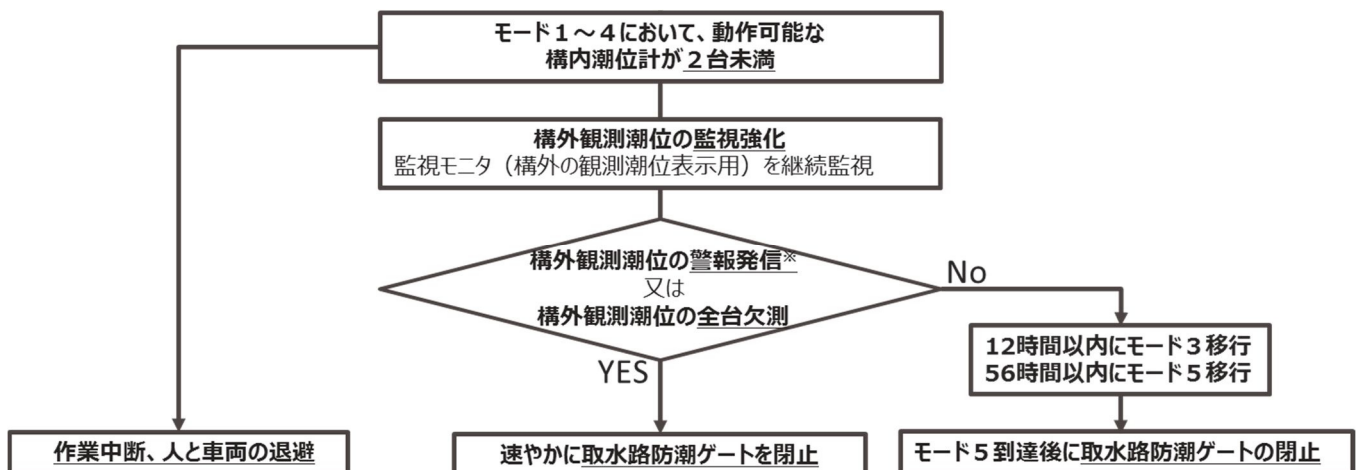 モード1~4において、動作可能な
構内潮位計が2台未満
構外観測潮位の監視強化
監視モニタ（構外の観測潮位表示用）を継続監視
構外観測潮位の警報発信※
又は
構外観測潮位の全台欠測
No
YES
12時間以内にモード3移行
56時間以内にモード5移行
作業中断、人と車両の退避
速やかに取水路防潮ゲートを閉止
モード5到達後に取水路防潮ゲートの閉止